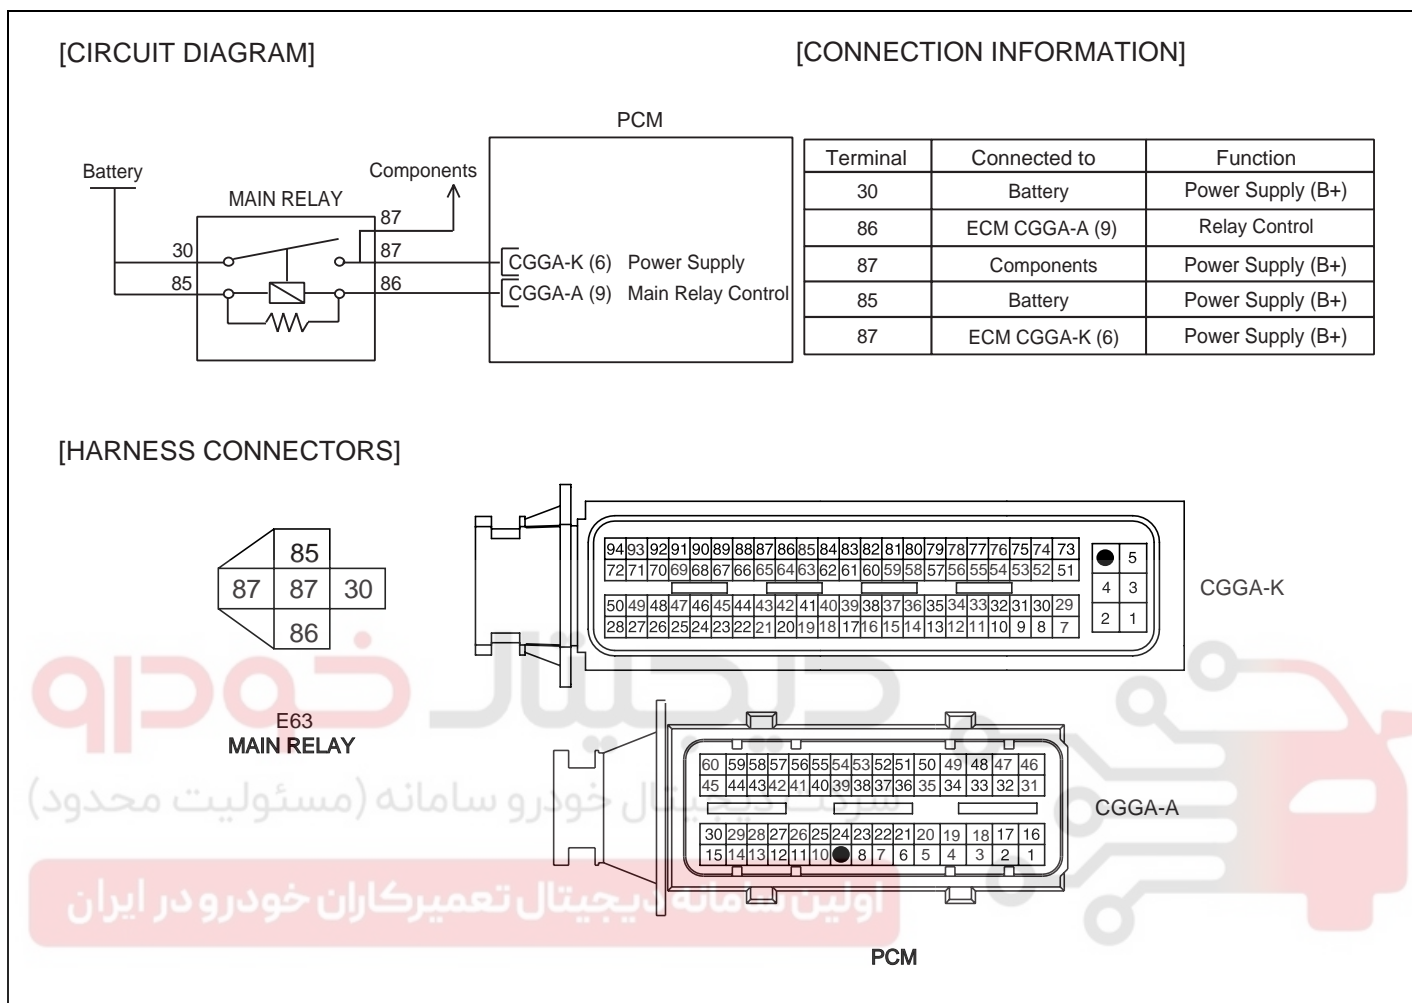 [CIRCUIT DIAGRAM]
[CONNECTION INFORMATION]
PCM
Battery
Components
MAIN RELAY
87
30
87
85
86
CGGA-K (6) Power Supply
CGGA-A (9) Main Relay Control
Terminal Connected to Function
30 Battery Power Supply (B+)
86 ECM CGGA-A (9) Relay Control
87 Components Power Supply (B+)
85 Battery Power Supply (B+)
87 ECM CGGA-K (6) Power Supply (B+)
[HARNESS CONNECTORS]
85
87 87 30
86
E63
MAIN RELAY
94 93 92 91 90 89 88 87 86 85 84 83 82 81 80 79 78 77 76 75 74 73
72 71 70 69 68 67 66 65 64 63 62 61 60 59 58 57 56 55 54 53 52 51
50 49 48 47 46 45 44 43 42 41 40 39 38 37 36 35 34 33 32 31 30 29
28 27 26 25 24 23 22 21 20 19 18 17 16 15 14 13 12 11 10 9 8 7
5
4 3
2 1
CGGA-K
60 59 58 57 56 55 54 53 52 51 50 49 48 47 46
45 44 43 42 41 40 39 38 37 36 35 34 33 32 31
30 29 28 27 26 25 24 23 22 21 20 19 18 17 16
15 14 13 12 11 10 8 7 6 5 4 3 2 1
CGGA-A
PCM
دیجیتال خودرو
شرکت دیجیتال خودرو سامانه (مسئولیت محدود)
اولین سامانه دیجیتال تعمیرکاران خودرو در ایران